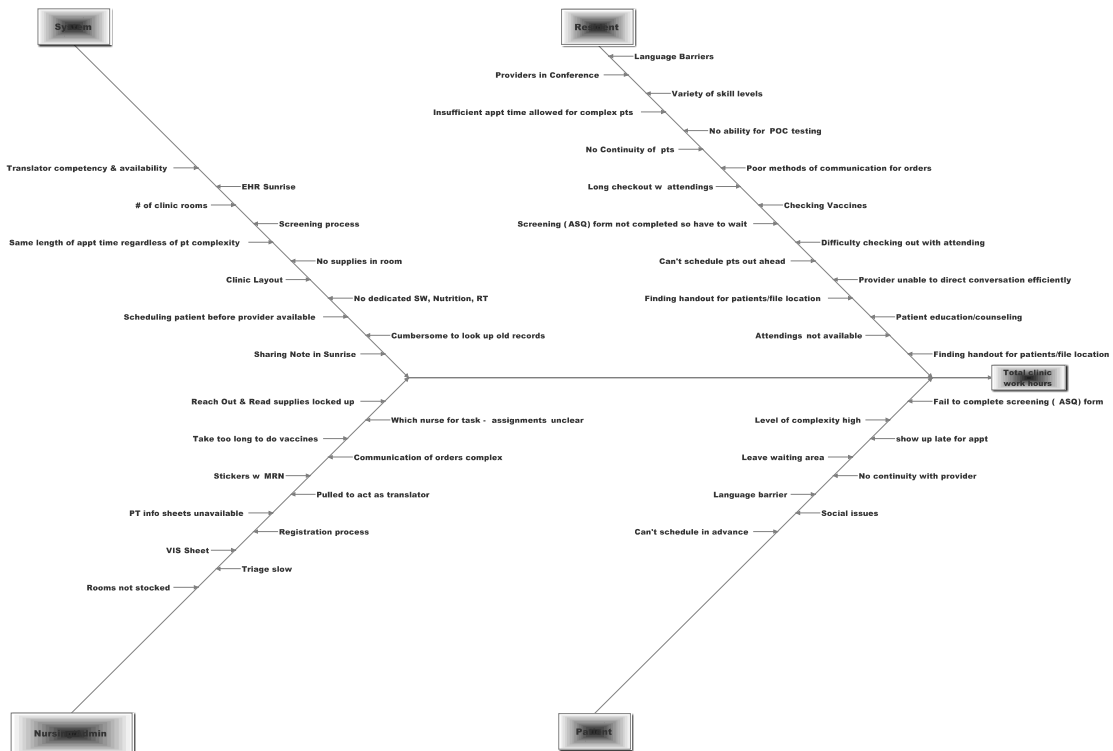 System
Translator competency & availability
EHR Sunrise
# of clinic rooms
Screening process
Same length of appt time regardless of pt complexity
No supplies in room
Clinic Layout
No dedicated SW, Nutrition, RT
Scheduling patient before provider available
Cumbersome to look up old records
Sharing Note in Sunrise
Resident
Language Barriers
Providers in Conference
Variety of skill levels
Insufficient appt time allowed for complex pts
No ability for POC testing
No Continuity of pts
Poor methods of communication for orders
Long checkout w attendings
Checking Vaccines
Screening (ASQ) form not completed so have to wait
Difficulty checking out with attending
Can't schedule pts out ahead
Provider unable to direct conversation efficiently
Finding handout for patients/file location
Patient education/counseling
Attendings not available
Finding handout for patients/file location
Total clinic
work hours
Reach Out & Read supplies locked up
Which nurse for task - assignments unclear
Take too long to do vaccines
Communication of orders complex
Stickers w MRN
Pulled to act as translator
PT info sheets unavailable
Registration process
VIS Sheet
Triage slow
Rooms not stocked
Nursing/Admin
Fail to complete screening ( ASQ) form
Level of complexity high
show up late for appt
Leave waiting area
No continuity with provider
Language barrier
Social issues
Can't schedule in advance
Patient